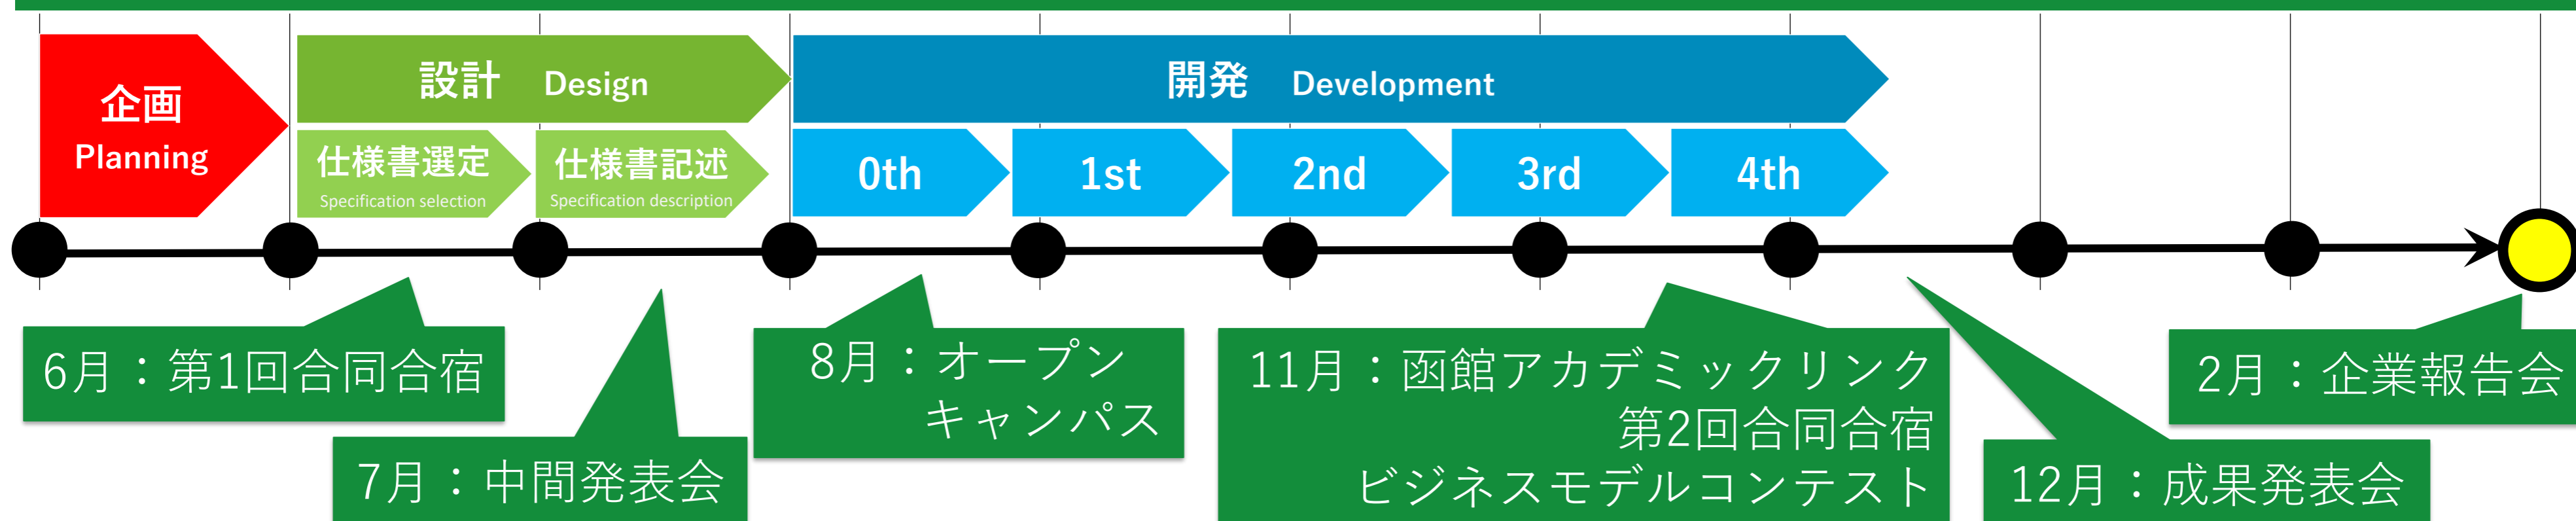 企画
Planning
設計 Design
仕様書選定
Specification selection
仕様書記述
Specification description
開発 Development
0th
1st
2nd
3rd
4th
6月：第1回合同合宿
7月：中間発表会
8月：オープン
キャンパス
11月：函館アカデミックリンク
第2回合同合宿
ビジネスモデルコンテスト
12月：成果発表会
2月：企業報告会